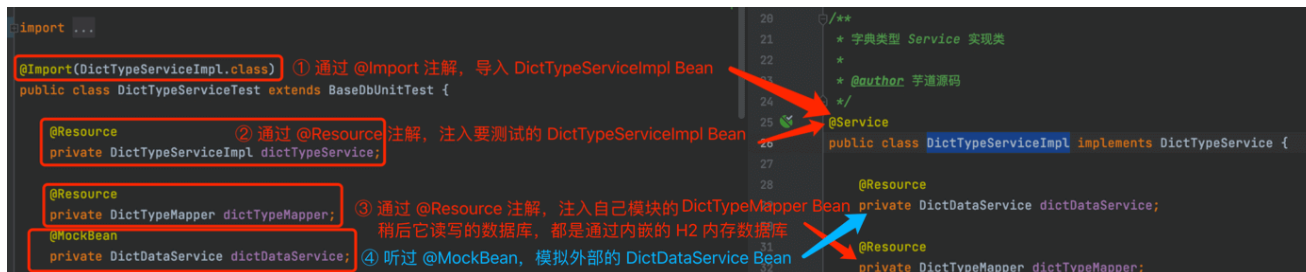 import ...
@Import(DictTypeServiceImpl.class)
① 通过 @Import 注解，导入 DictTypeServiceImpl Bean
public class DictTypeServiceTest extends BaseDbUnitTest {
@Resource
② 通过 @Resource 注解，注入要测试的 DictTypeServiceImpl Bean
private DictTypeServiceImpl dictTypeService;
@Resource
private DictTypeMapper dictTypeMapper;
③ 通过 @Resource 注解，注入自己模块的 DictTypeMapper Bean
稍后它读写的数据库，都是通过内嵌的 H2 内存数据库
@MockBean
private DictDataService dictDataService;
④ 听过 @MockBean，模拟外部的 DictDataService Bean
20 /**
21 * 字典类型 Service 实现类
22 *
* @author 芋道源码
24 */
25 @Service
26 public class DictTypeServiceImpl implements DictTypeService {
27
28 @Resource
private DictDataService dictDataService;
30
31 @Resource
32 private DictTypeMapper dictTypeMapper;